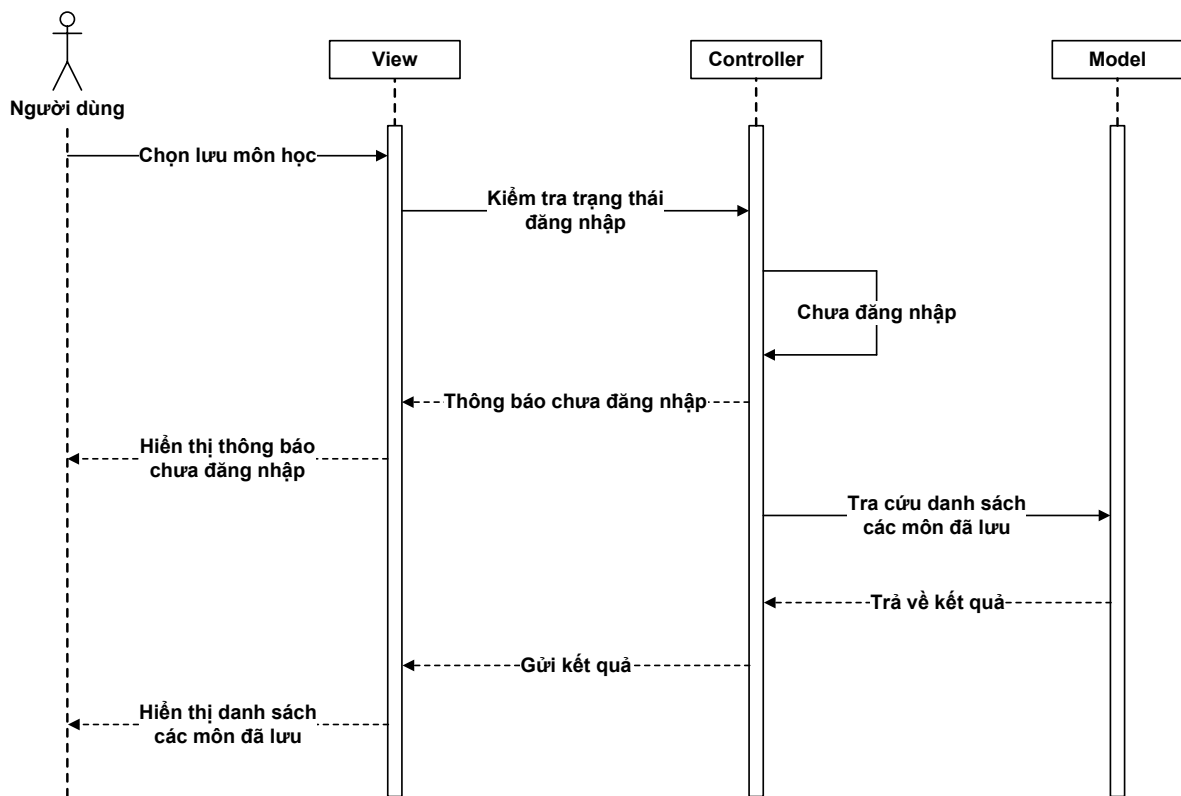 View
Controller
Model
Người dùng
Chọn lưu môn học
Kiểm tra trạng thái
đăng nhập
Chưa đăng nhập
Thông báo chưa đăng nhập
Hiển thị thông báo
chưa đăng nhập
Tra cứu danh sách
các môn đã lưu
Trả về kết quả
Gửi kết quả
Hiển thị danh sách
các môn đã lưu